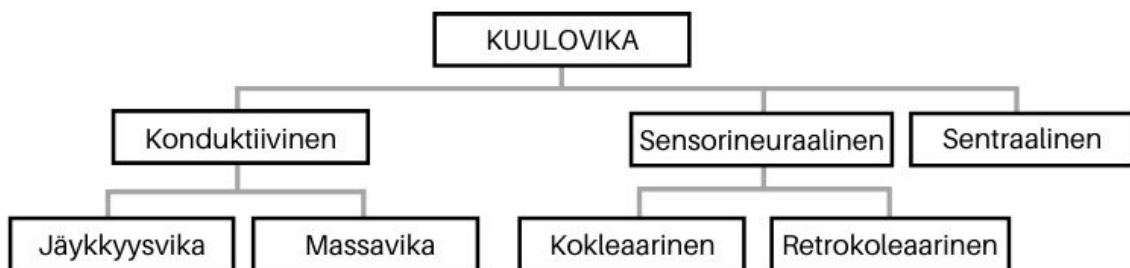 KUULOVIKA
Konduktiivinen
Sensorineuraalinen
Sentraalinen
Jäykkyysvika
Massavika
Kokleaarinen
Retrokoleaarinen